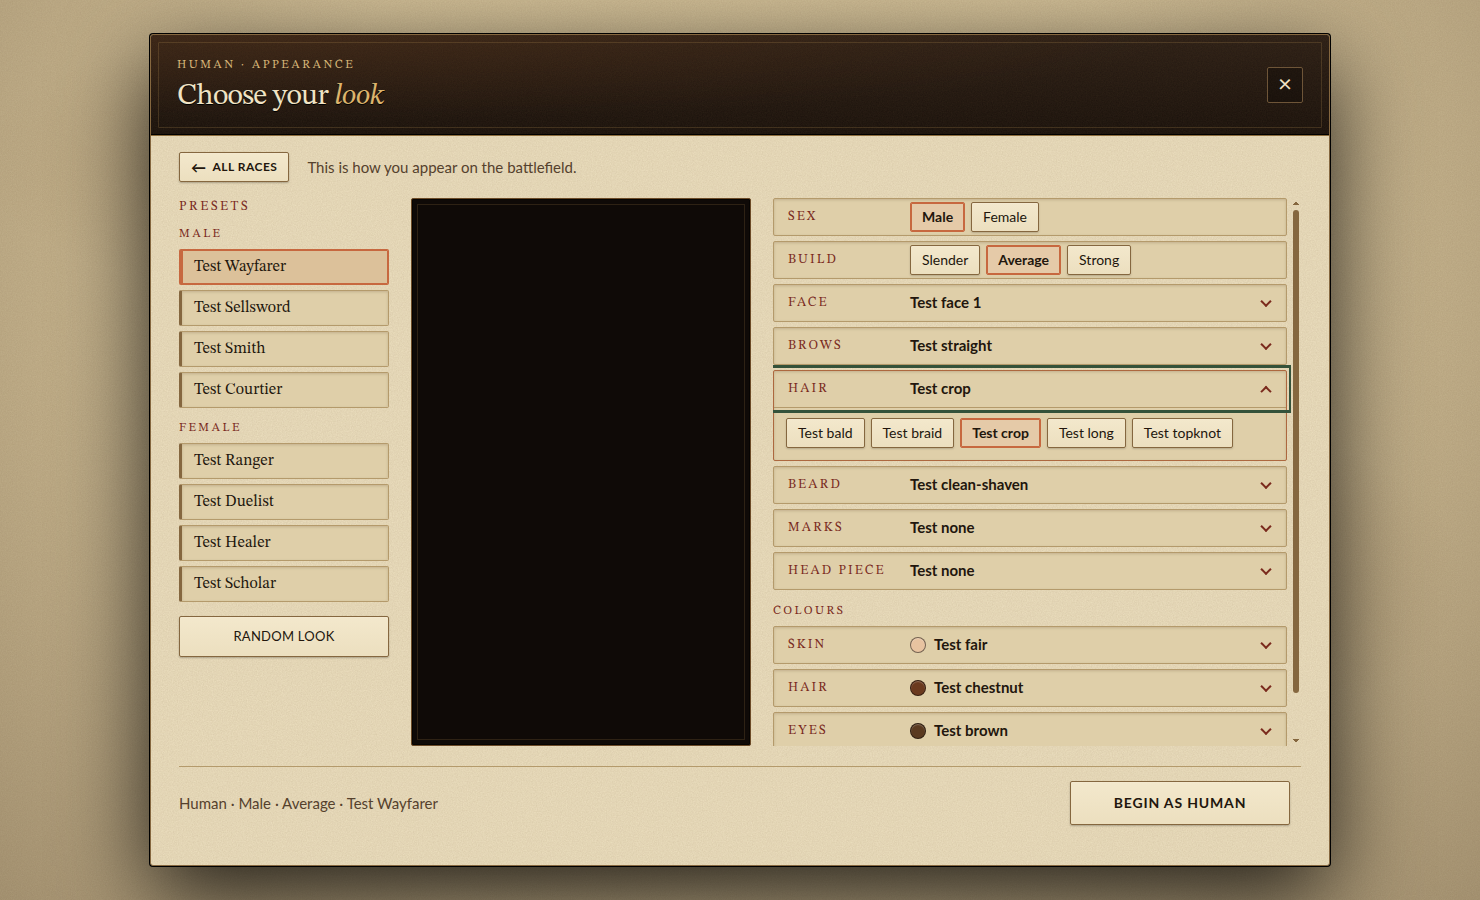 HUMAN · APPEARANCE
Choose your look
✕
← ALL RACES
This is how you appear on the battlefield.
PRESETS
MALE
Test Wayfarer
Test Sellsword
Test Smith
Test Courtier
FEMALE
Test Ranger
Test Duelist
Test Healer
Test Scholar
RANDOM LOOK
SEX Male Female
BUILD Slender Average Strong
FACE Test face 1
BROWS Test straight
HAIR Test crop
Test bald Test braid Test crop Test long Test topknot
BEARD Test clean-shaven
MARKS Test none
HEAD PIECE Test none
COLOURS
SKIN Test fair
HAIR Test chestnut
EYES Test brown
Human · Male · Average · Test Wayfarer
BEGIN AS HUMAN